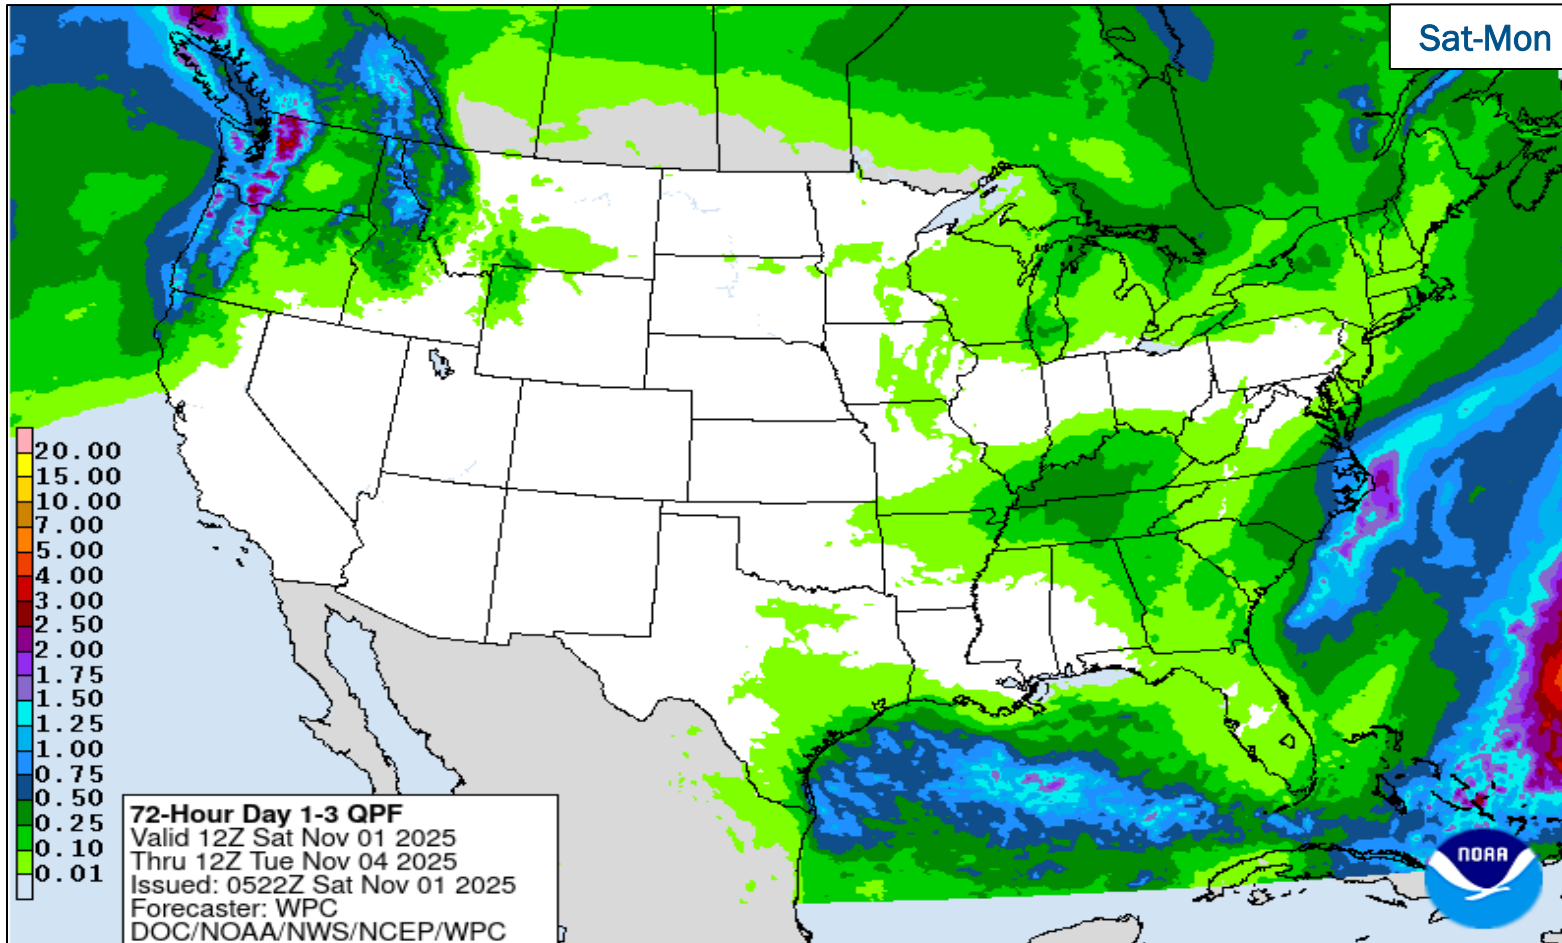 Sat-Mon
20.00
15.00
10.00
7.00
5.00
4.00
3.00
2.50
2.00
1.75
1.50
1.25
1.00
0.75
0.50
0.25
0.10
0.01
72-Hour Day 1-3 QPF
Valid 12Z Sat Nov 01 2025
Thru 12Z Tue Nov 04 2025
Issued: 0522Z Sat Nov 01 2025
Forecaster: WPC
DOC/NOAA/NWS/NCEP/WPC
NOAA